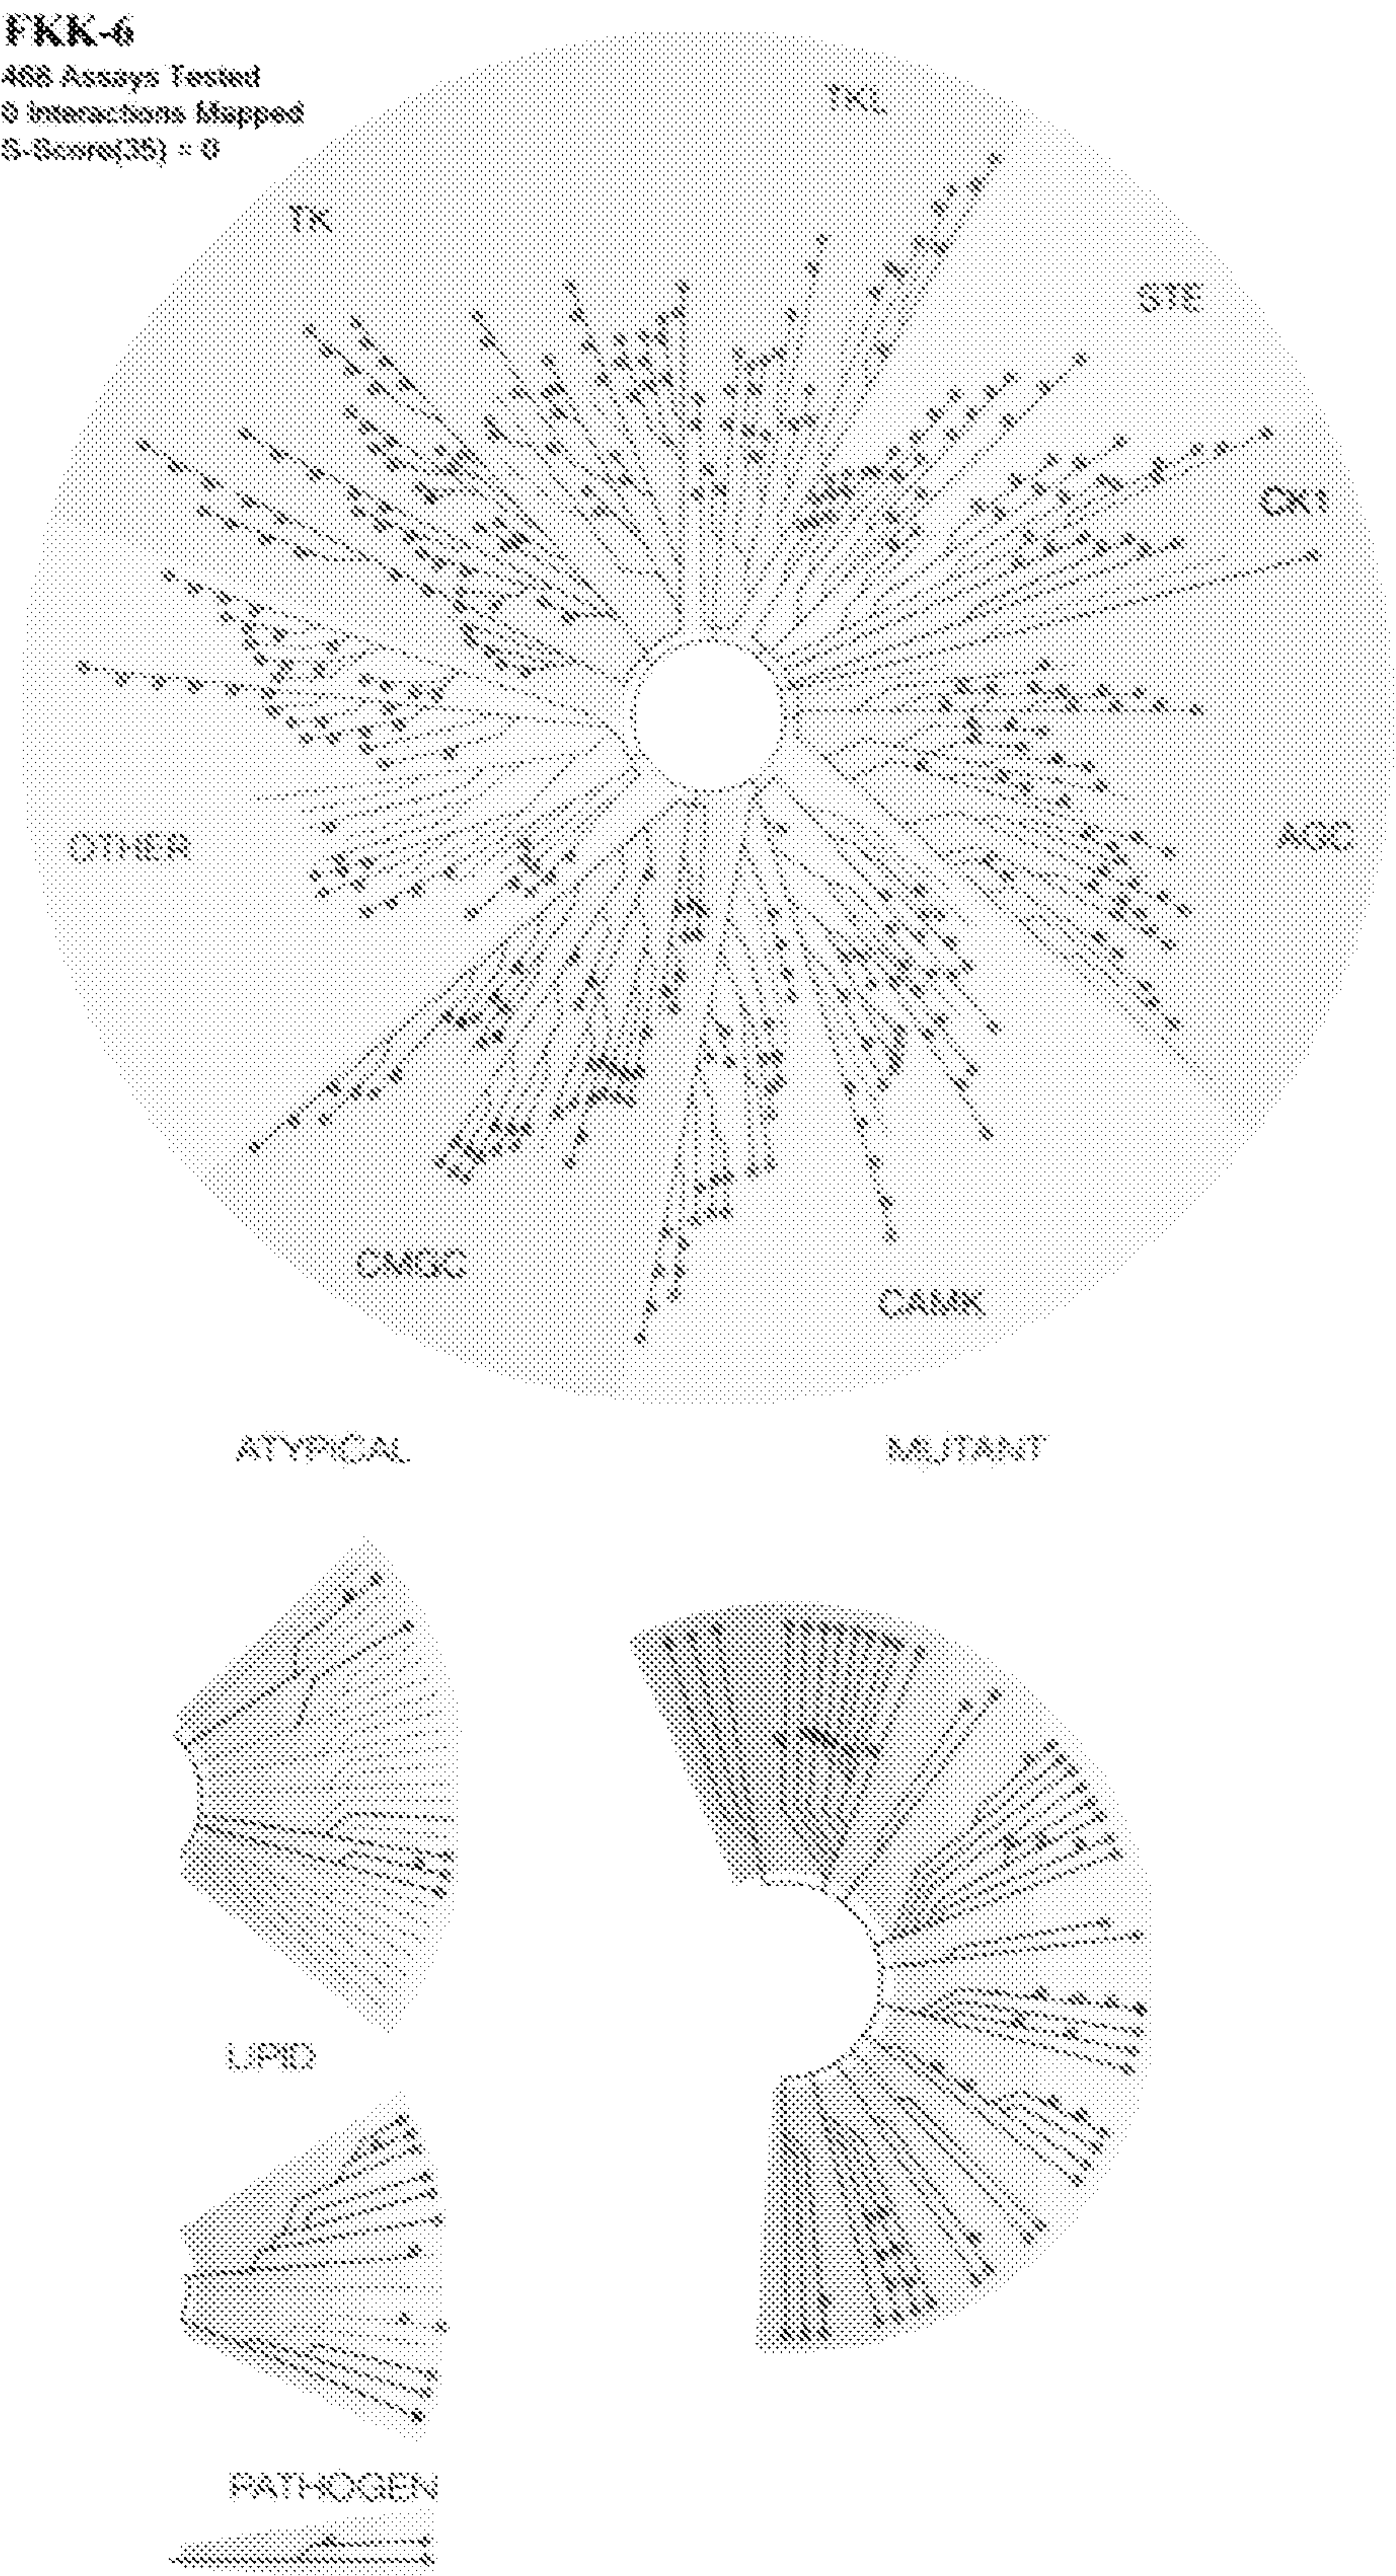 FKK-6
468 Assays Tested
0 Interactions Mapped
S-Score(35) = 0
TKL
TK
STE
CK1
OTHER
AGC
CMGC
CAMK
ATYPICAL
MUTANT
LIPID
PATHOGEN